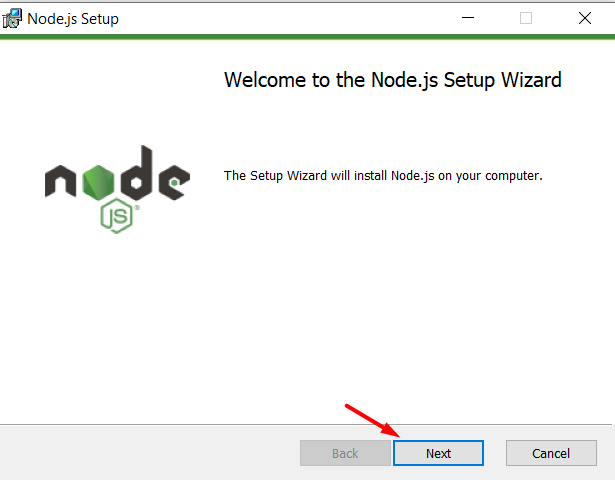 Node.js Setup
Welcome to the Node.js Setup Wizard
node
JS®
The Setup Wizard will install Node.js on your computer.
Back Next Cancel